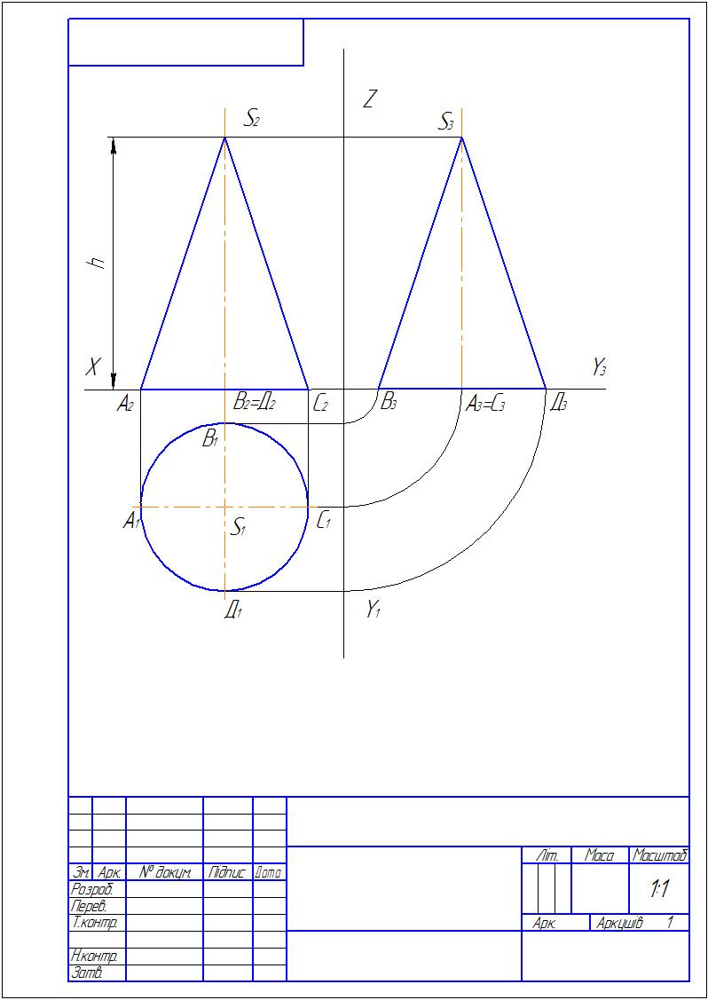 Z
S2
S3
h
X
Y3
A2
B2=Д2
C2
B3
A3=C3
Д3
B1
A1
S1
C1
Д1
Y1
Літ.
Маса
Масштаб
Зм.
Арк.
№ докум.
Підпис
Дата
1:1
Розроб.
Перев.
Т.контр.
Арк.
Аркушів 1
Н.контр.
Затв.